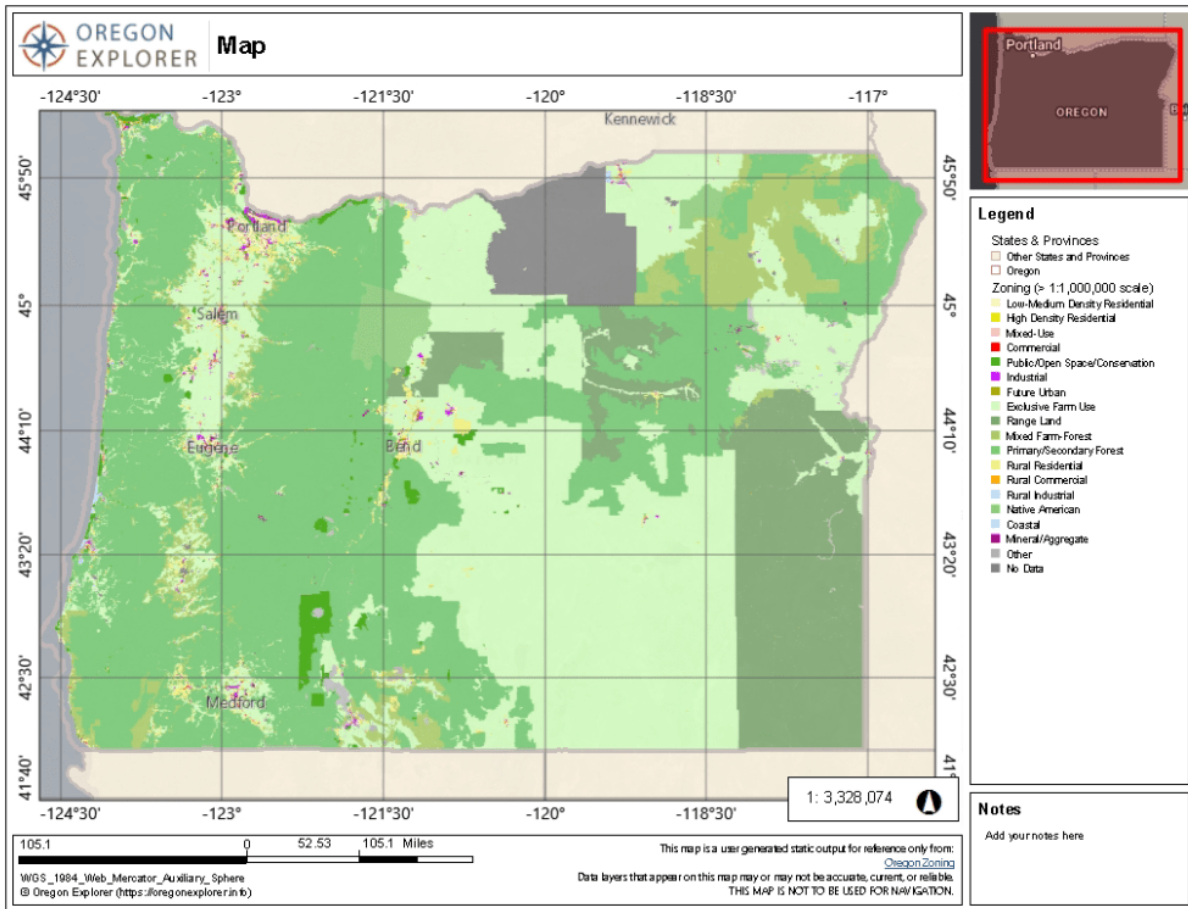 OREGON
EXPLORER
Map
Portland
OREGON
-124°30'
-123°
-121°30'
-120°
-118°30'
-117°
Kennewick
45°50'
45°50'
Portland
45°
45°
Salem
44°10'
44°10'
Eugene
Bend
43°20'
43°20'
42°30'
42°30'
Medford
41°40'
-124°30'
-123°
-121°30'
-120°
-118°30'
-117°
1: 3,328,074
Legend
States & Provinces
Other States and Provinces
Oregon
Zoning (> 1:1,000,000 scale)
Low-Medium Density Residential
High Density Residential
Mixed-Use
Commercial
Public/Open Space/Conservation
Industrial
Future Urban
Exclusive Farm Use
Range Land
Mixed Farm-Forest
Primary/Secondary Forest
Rural Residential
Rural Commercial
Rural Industrial
Native American
Coastal
Mineral/Aggregate
Other
No Data
Notes
Add your notes here
105.1 0 52.53 105.1 Miles
WGS_1984_Web_Mercator_Auxiliary_Sphere
© Oregon Explorer (https://oregonexplorer.info)
This map is a user generated static output for reference only from:
Oregon Zoning
Data layers that appear on this map may or may not be accurate, current, or reliable.
THIS MAP IS NOT TO BE USED FOR NAVIGATION.